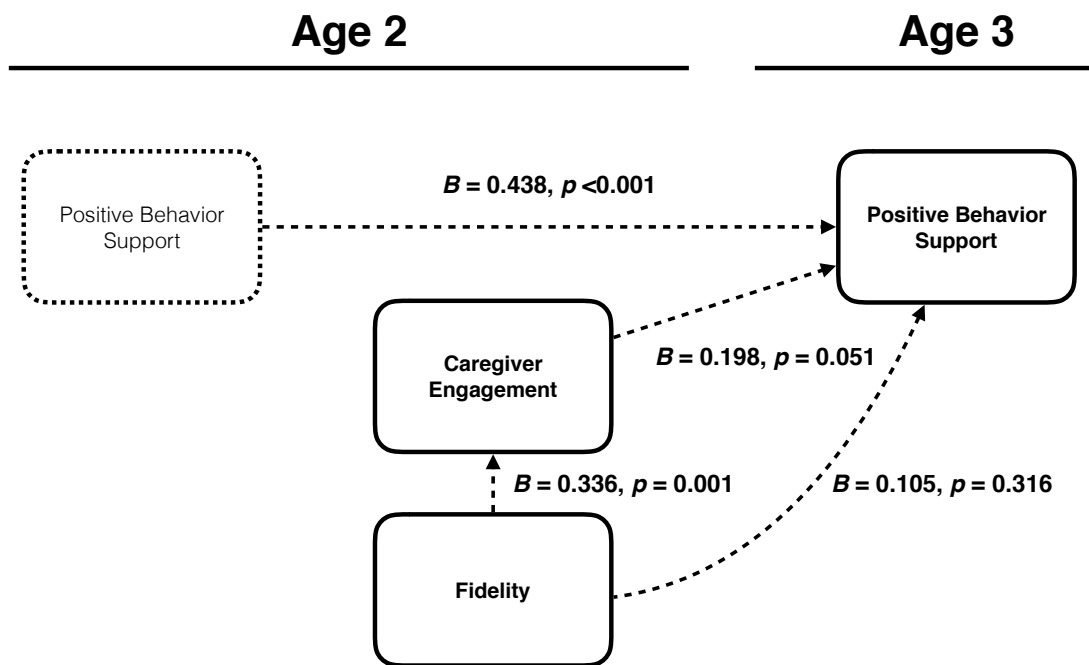 Age 2
Age 3
Positive Behavior
Support
B = 0.438, p <0.001
Positive Behavior
Support
Caregiver
Engagement
B = 0.198, p = 0.051
B = 0.336, p = 0.001
B = 0.105, p = 0.316
Fidelity